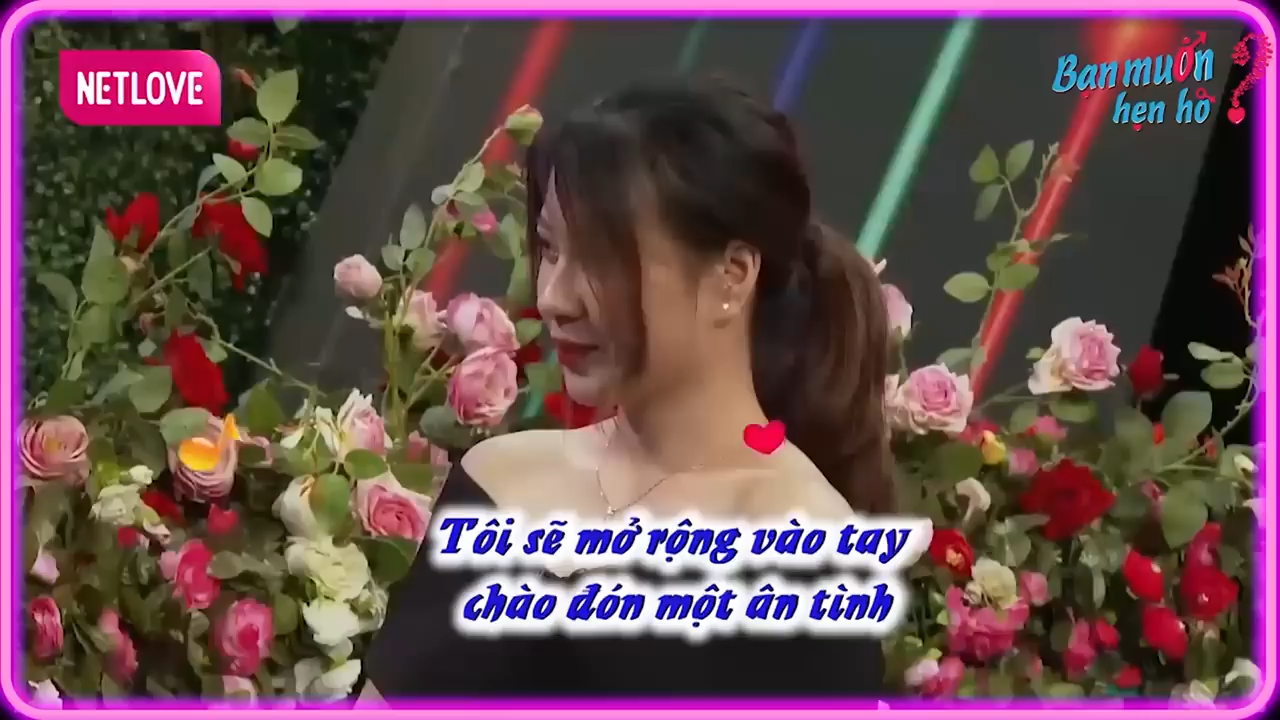 NETLOVE
Bạn muốn
hẹn hò
?
Tôi sẽ mở rộng vào tay
chào đón một ân tình